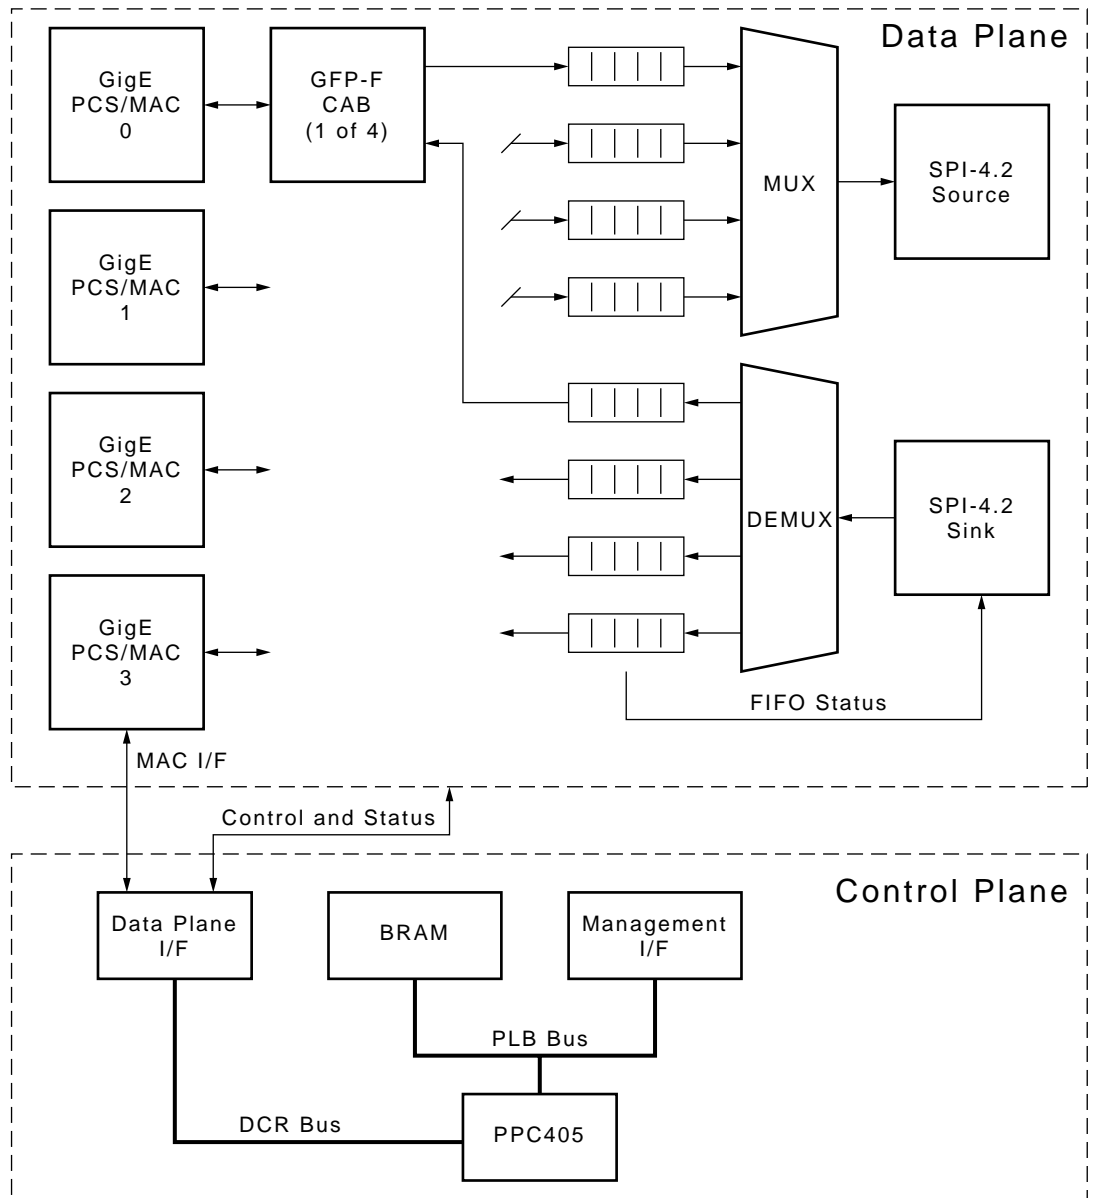 Data Plane
GigE
PCS/MAC
0
GFP-F
CAB
(1 of 4)
MUX
SPI-4.2
Source
GigE
PCS/MAC
1
GigE
PCS/MAC
2
DEMUX
SPI-4.2
Sink
GigE
PCS/MAC
3
FIFO Status
MAC I/F
Control and Status
Control Plane
Data Plane
I/F
BRAM
Management
I/F
PLB Bus
DCR Bus
PPC405